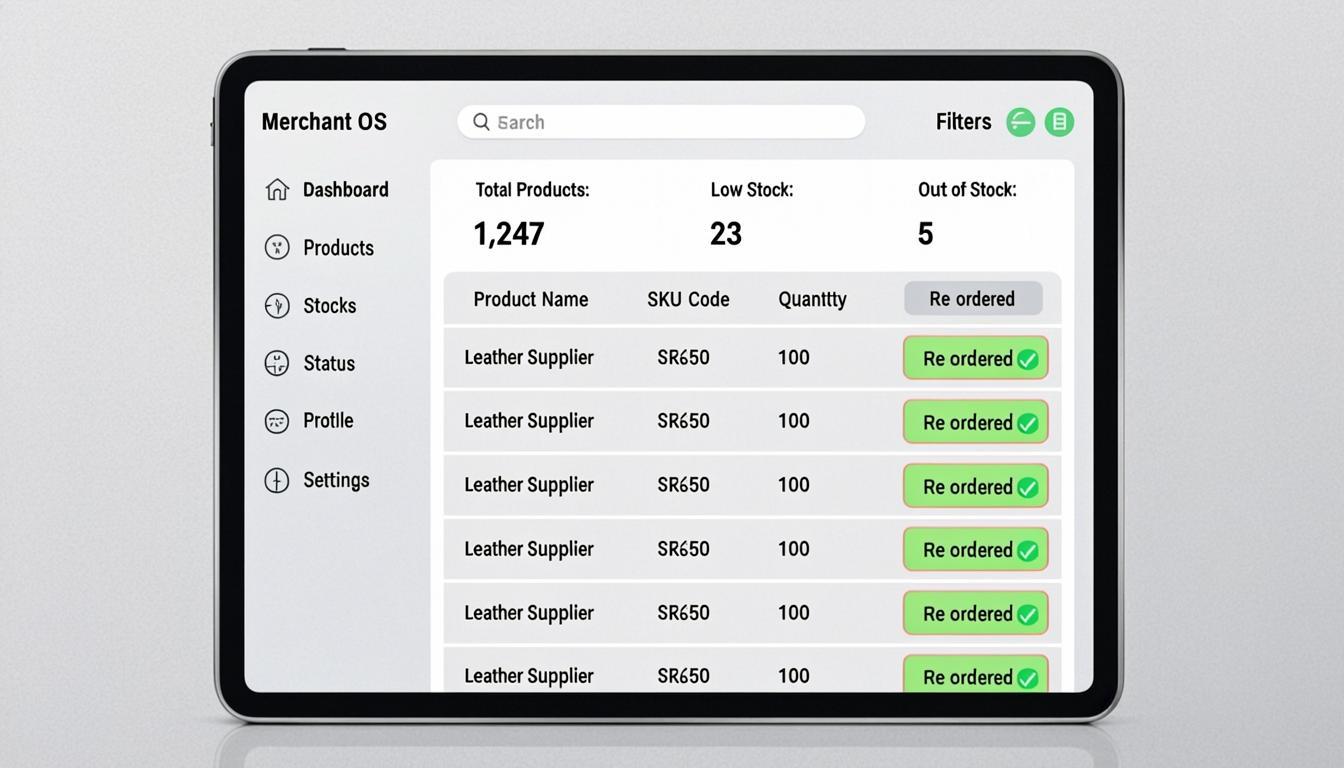 Merchant OS
5arch
Filters
Dashboard
Products
Stocks
Status
Protlle
Settings
Total Products:
Low Stock:
Out of Stock:
1,247
23
5
Product Name
SKU Code
Quanttty
Re ordered
Leather Supplier
SR650
100
Re ordered
Leather Supplier
SR650
100
Re ordered
Leather Supplier
SR650
100
Re ordered
Leather Supplier
SR650
100
Re ordered
Leather Supplier
SR650
100
Re ordered
Leather Supplier
SR650
100
Re ordered